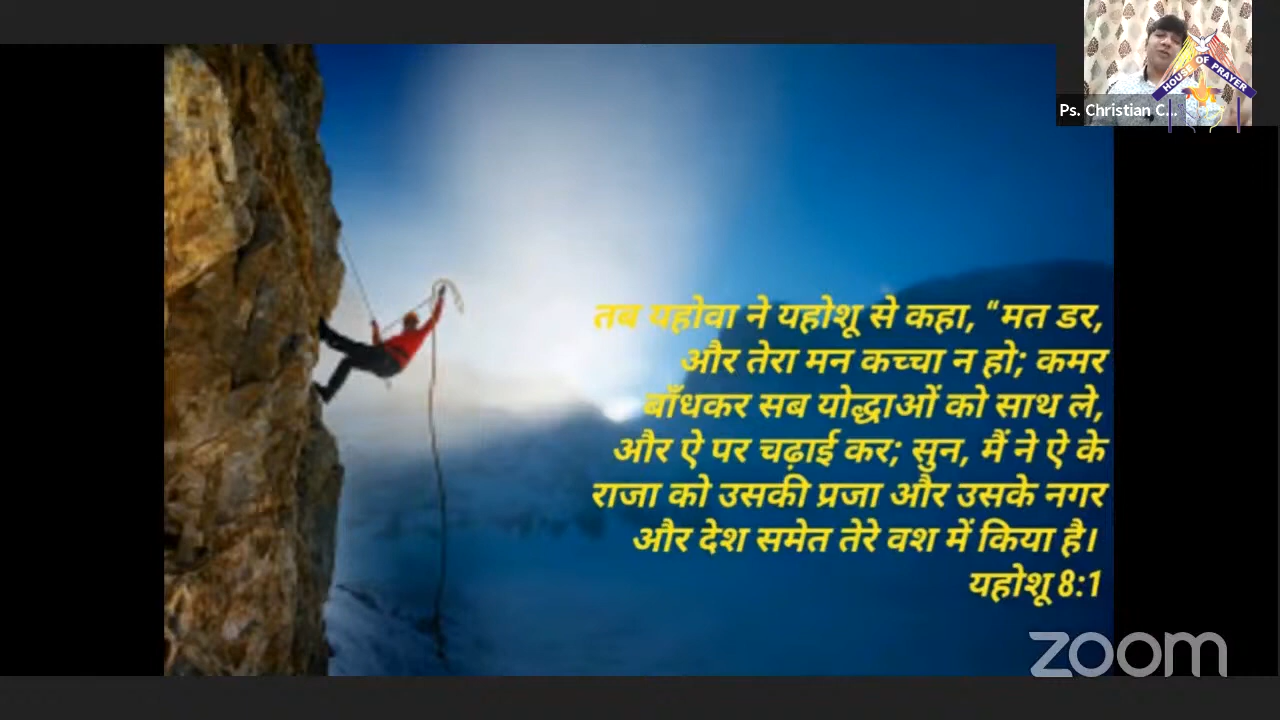 HOUSE OF PRAYER
Ps. Christian C...
तब यहोवा ने यहोशू से कहा, “मत डर,
और तेरा मन कच्चा न हो; कमर
बाँधकर सब योद्धाओं को साथ ले,
और ऐ पर चढ़ाई कर; सुन, मैं ने ऐ के
राजा को उसकी प्रजा और उसके नगर
और देश समेत तेरे वश में किया है।
यहोशू 8:1
zoom